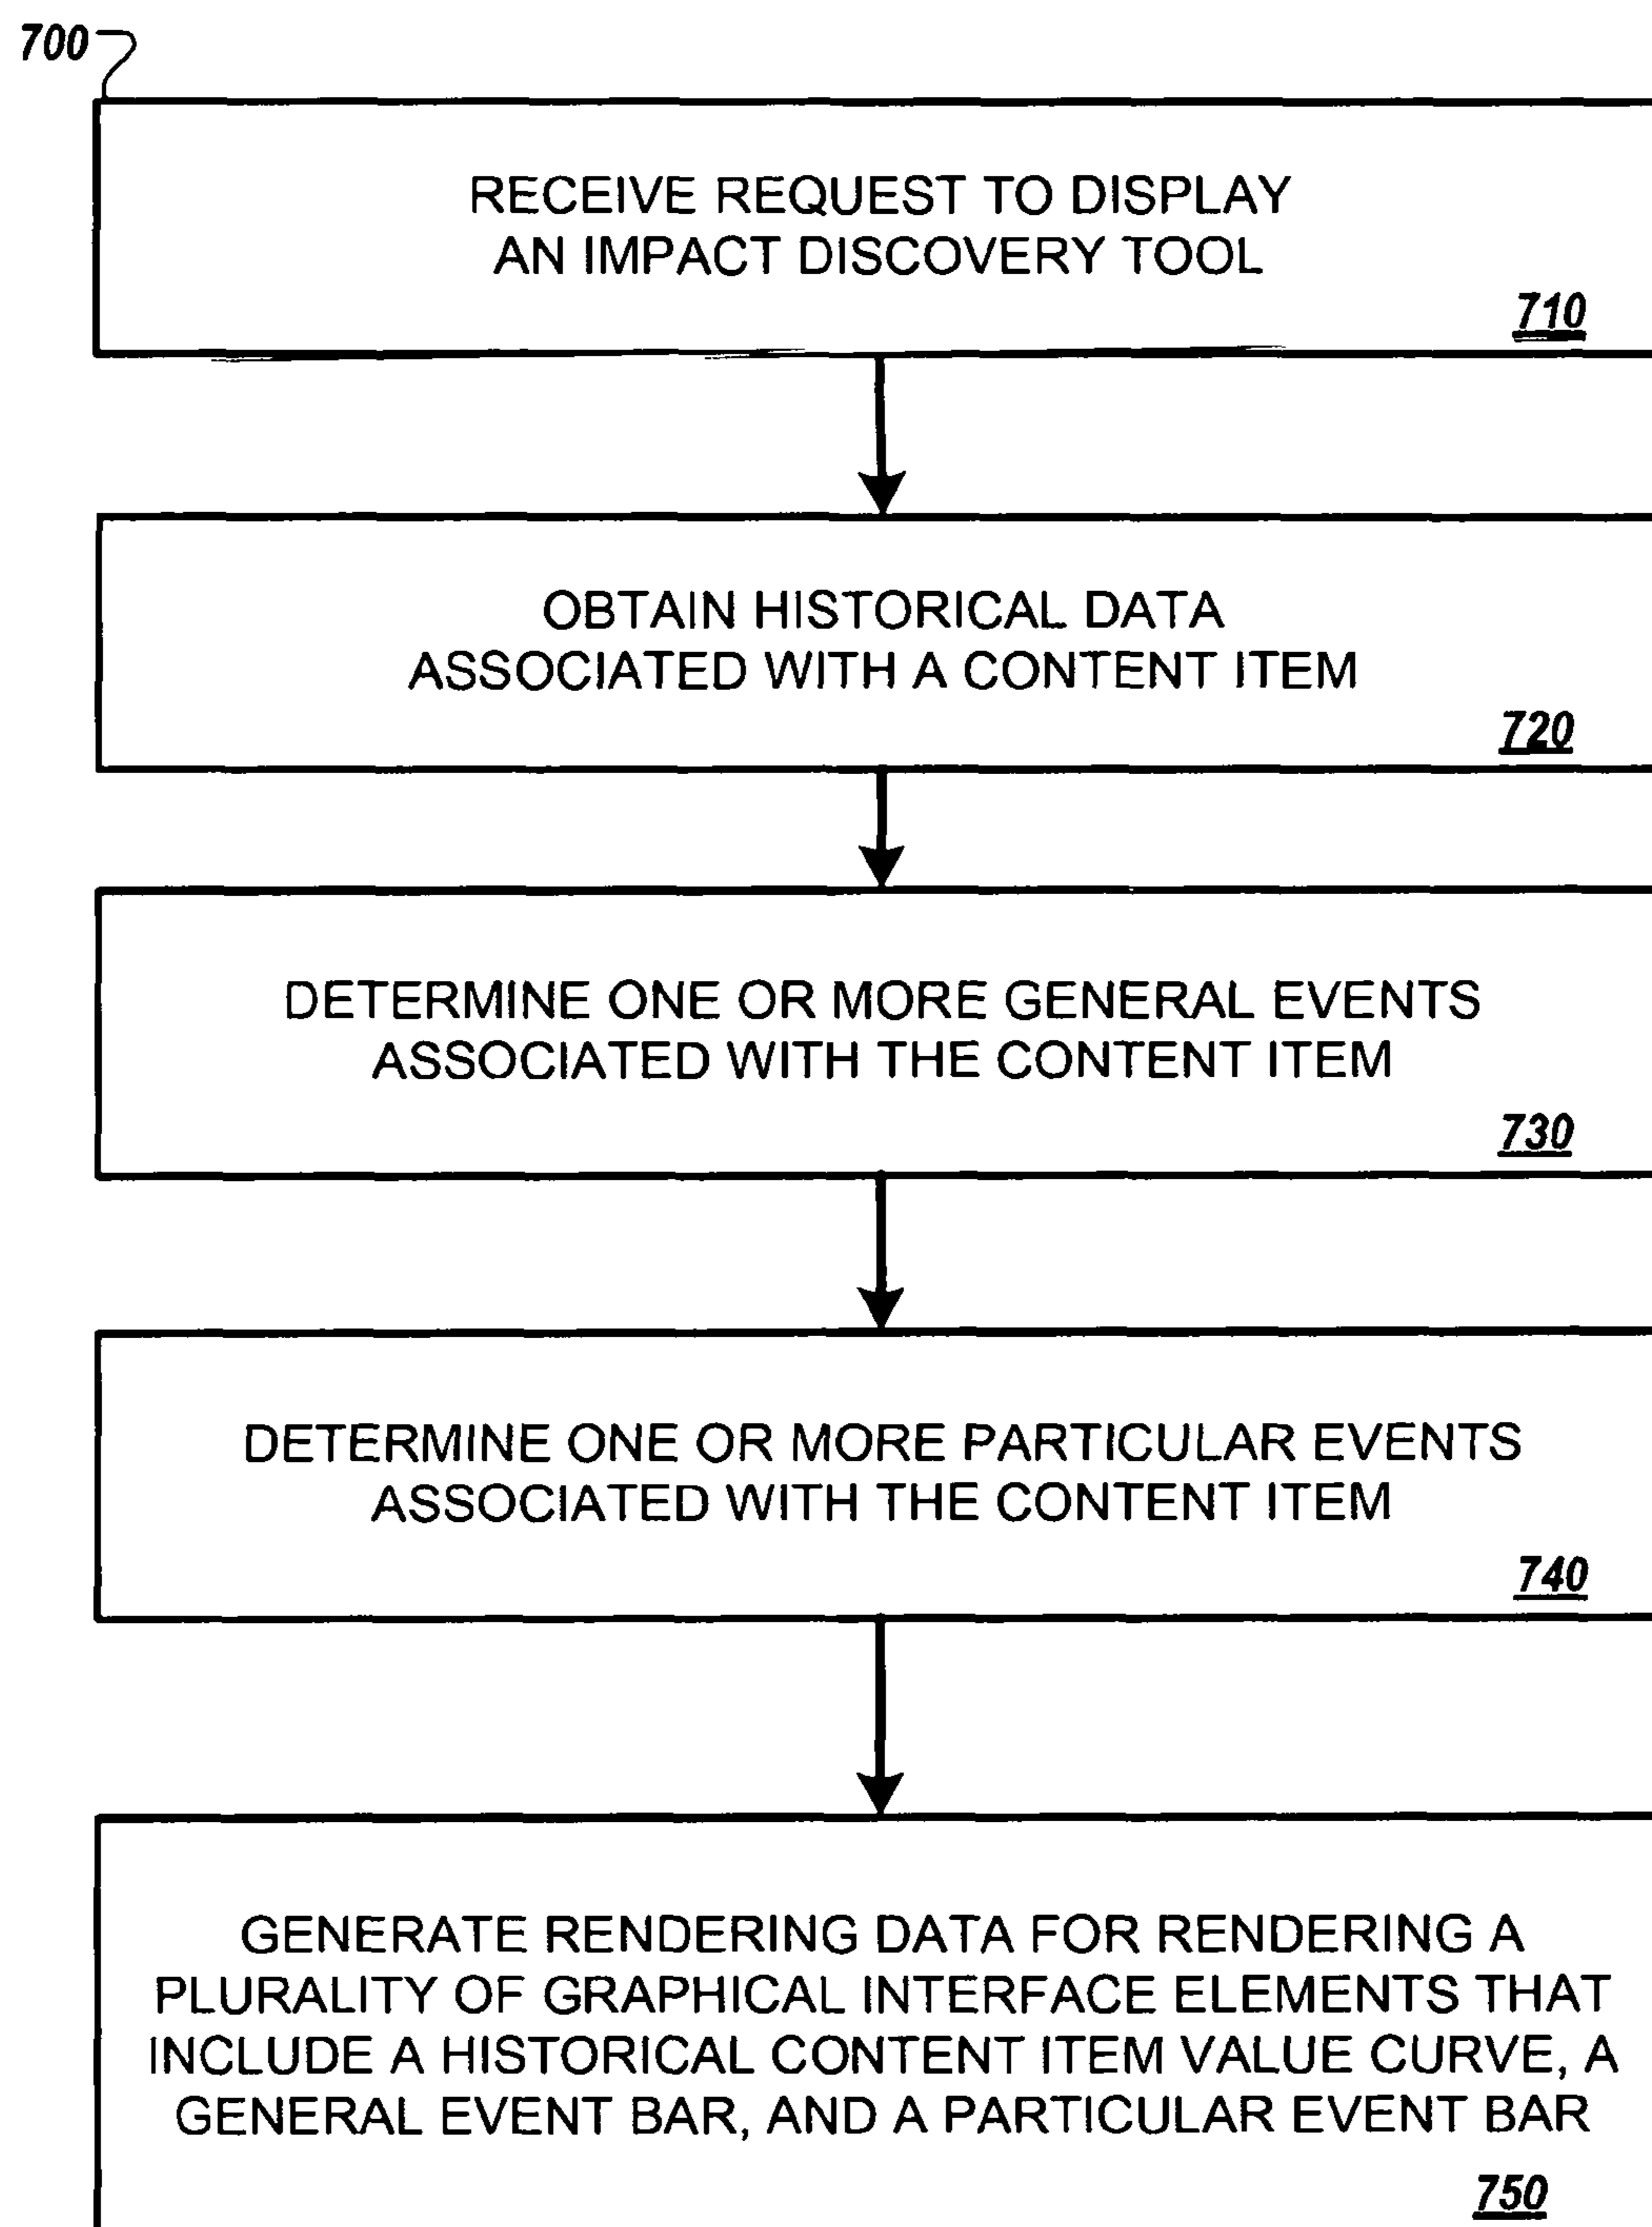 700
RECEIVE REQUEST TO DISPLAY
AN IMPACT DISCOVERY TOOL
710
OBTAIN HISTORICAL DATA
ASSOCIATED WITH A CONTENT ITEM
720
DETERMINE ONE OR MORE GENERAL EVENTS
ASSOCIATED WITH THE CONTENT ITEM
730
DETERMINE ONE OR MORE PARTICULAR EVENTS
ASSOCIATED WITH THE CONTENT ITEM
740
GENERATE RENDERING DATA FOR RENDERING A
PLURALITY OF GRAPHICAL INTERFACE ELEMENTS THAT
INCLUDE A HISTORICAL CONTENT ITEM VALUE CURVE, A
GENERAL EVENT BAR, AND A PARTICULAR EVENT BAR
750